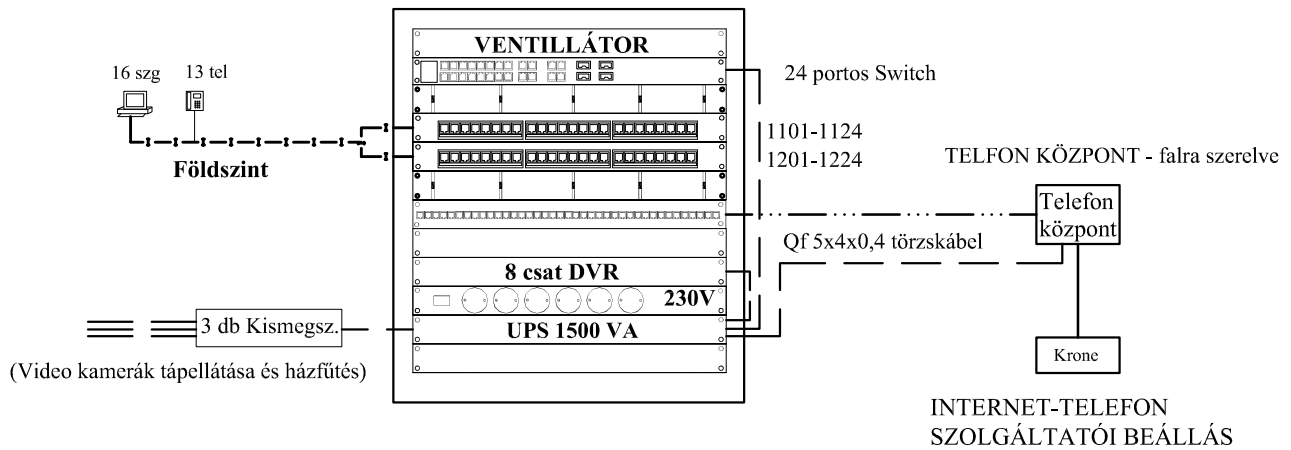 VENTILLÁTOR
16 szg
13 tel
24 portos Switch
1101-1124
1201-1224
Földszint
TELFON KÖZPONT - falra szerelve
Telefon
központ
Qf 5x4x0,4 törzskábel
8 csat DVR
230V
3 db Kismegsz.
UPS 1500 VA
(Video kamerák tápellátása és házfűtés)
Krone
INTERNET-TELEFON
SZOLGÁLTATÓI BEÁLLÁS